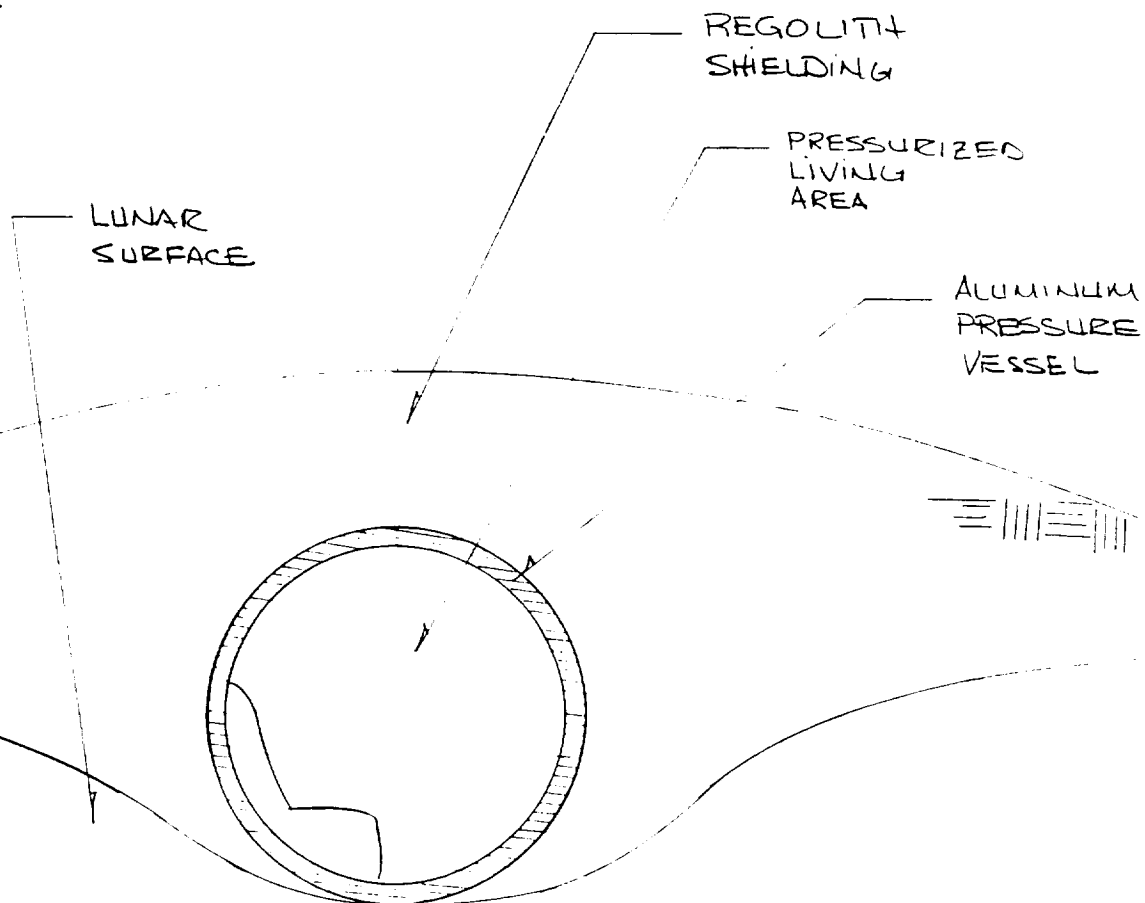 REGOLITH
SHIELDING
PRESSURIZED
LIVING
AREA
LUNAR
SURFACE
ALUMINUM
PRESSURE
VESSEL